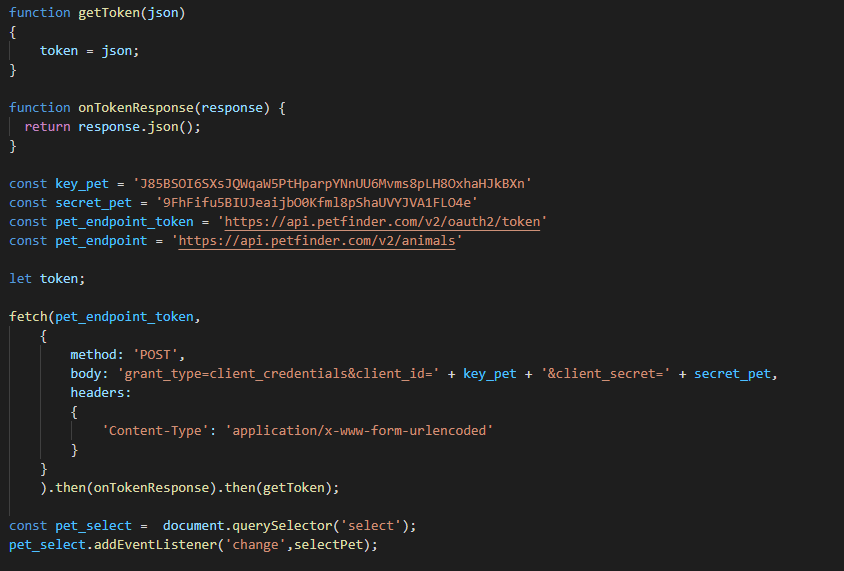 function getToken(json)
{
    token = json;
}

function onTokenResponse(response) {
  return response.json();
}

const key_pet = 'J85BSOI6SXsJQWqaW5PtHparpYNnUU6Mvms8pLH8OxhaHJkBXn'
const secret_pet = '9FhFifu5BIUJeaijbO0Kfml8pShaUVYJVA1FLO4e'
const pet_endpoint_token = 'https://api.petfinder.com/v2/oauth2/token'
const pet_endpoint = 'https://api.petfinder.com/v2/animals'

let token;

fetch(pet_endpoint_token,
    {
        method: 'POST',
        body: 'grant_type=client_credentials&client_id=' + key_pet + '&client_secret=' + secret_pet,
        headers:
        {
            'Content-Type': 'application/x-www-form-urlencoded'
        }
    }
    ).then(onTokenResponse).then(getToken);

const pet_select =  document.querySelector('select');
pet_select.addEventListener('change',selectPet);